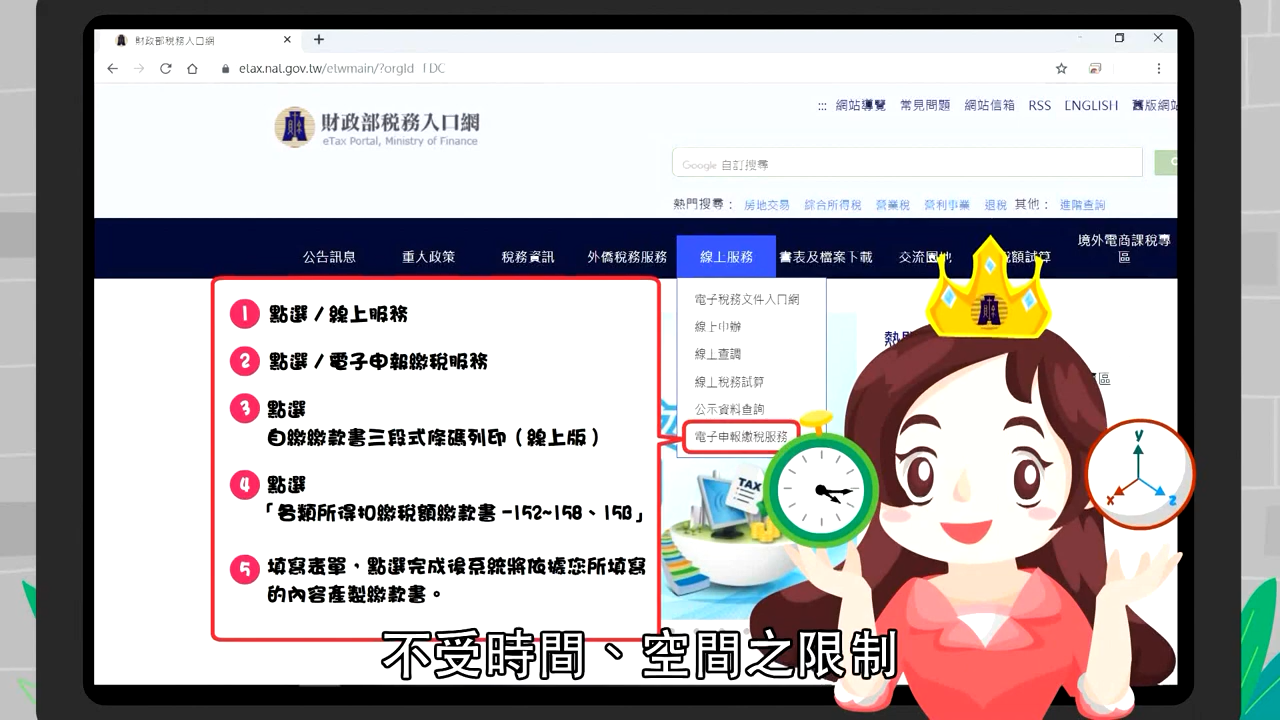 財政部稅務入口網
etax.nat.gov.tw/etwmain/?orgId
網站導覽 常見問題 網站信箱 RSS ENGLISH 舊版網站
財政部稅務入口網
eTax Portal, Ministry of Finance
Google 自訂搜尋
熱門搜尋： 房地交易 綜合所得稅 營業稅 營利事業 退稅 其他： 進階查詢
公告訊息 重大政策 稅務資訊 外僑稅務服務 線上服務 書表及檔案下載 交流園地 稅額試算 境外電商課稅專區
電子稅務文件入口網
線上申辦
線上查調
線上稅務試算
公示資料查詢
電子申報繳稅服務
1 點選／線上服務
2 點選／電子申報繳稅服務
3 點選
自繳繳款書三段式條碼列印（線上版）
4 點選
「各類所得扣繳稅額繳款書 -152~158、15B」
5 填寫表單，點選完成後系統將依據您所填寫
的內容產製繳款書。
TAX
y
x
z
不受時間、空間之限制